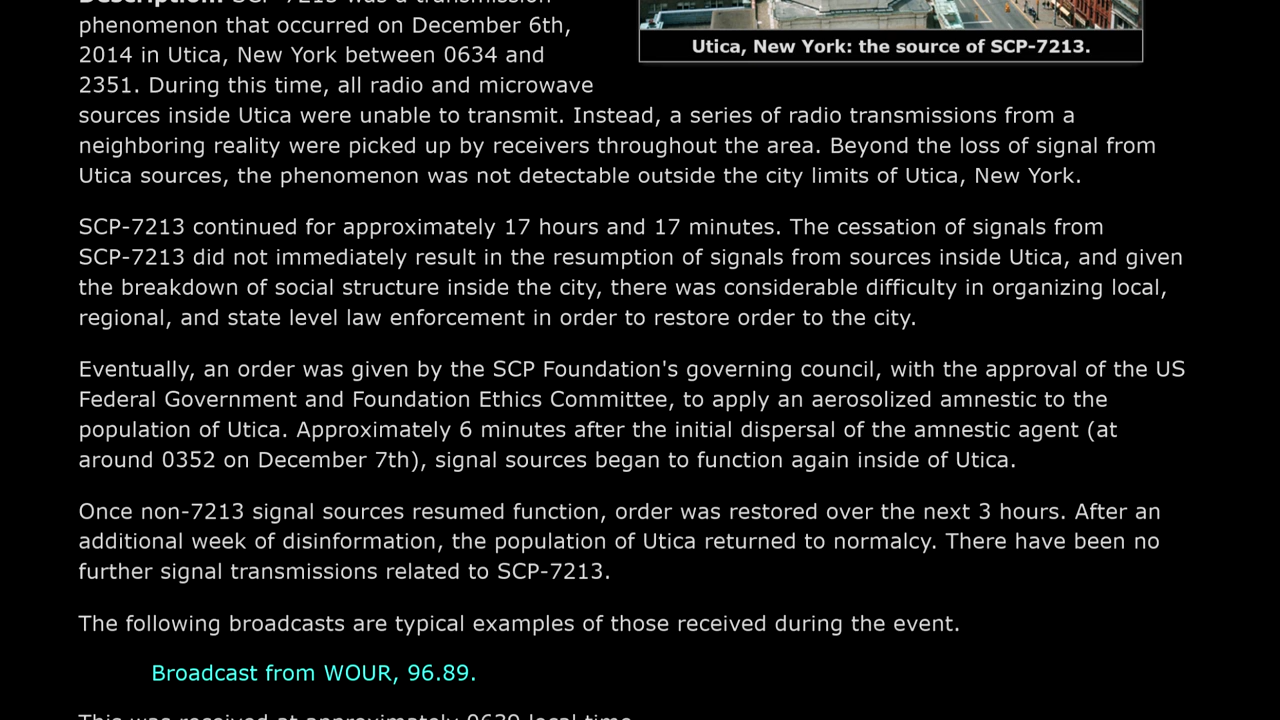 Description: SCP-7213 was a transmission
phenomenon that occurred on December 6th,
2014 in Utica, New York between 0634 and
2351. During this time, all radio and microwave
Utica, New York: the source of SCP-7213.
sources inside Utica were unable to transmit. Instead, a series of radio transmissions from a
neighboring reality were picked up by receivers throughout the area. Beyond the loss of signal from
Utica sources, the phenomenon was not detectable outside the city limits of Utica, New York.
SCP-7213 continued for approximately 17 hours and 17 minutes. The cessation of signals from
SCP-7213 did not immediately result in the resumption of signals from sources inside Utica, and given
the breakdown of social structure inside the city, there was considerable difficulty in organizing local,
regional, and state level law enforcement in order to restore order to the city.
Eventually, an order was given by the SCP Foundation's governing council, with the approval of the US
Federal Government and Foundation Ethics Committee, to apply an aerosolized amnestic to the
population of Utica. Approximately 6 minutes after the initial dispersal of the amnestic agent (at
around 0352 on December 7th), signal sources began to function again inside of Utica.
Once non-7213 signal sources resumed function, order was restored over the next 3 hours. After an
additional week of disinformation, the population of Utica returned to normalcy. There have been no
further signal transmissions related to SCP-7213.
The following broadcasts are typical examples of those received during the event.
Broadcast from WOUR, 96.89.
This was received at approximately 0639 local time.